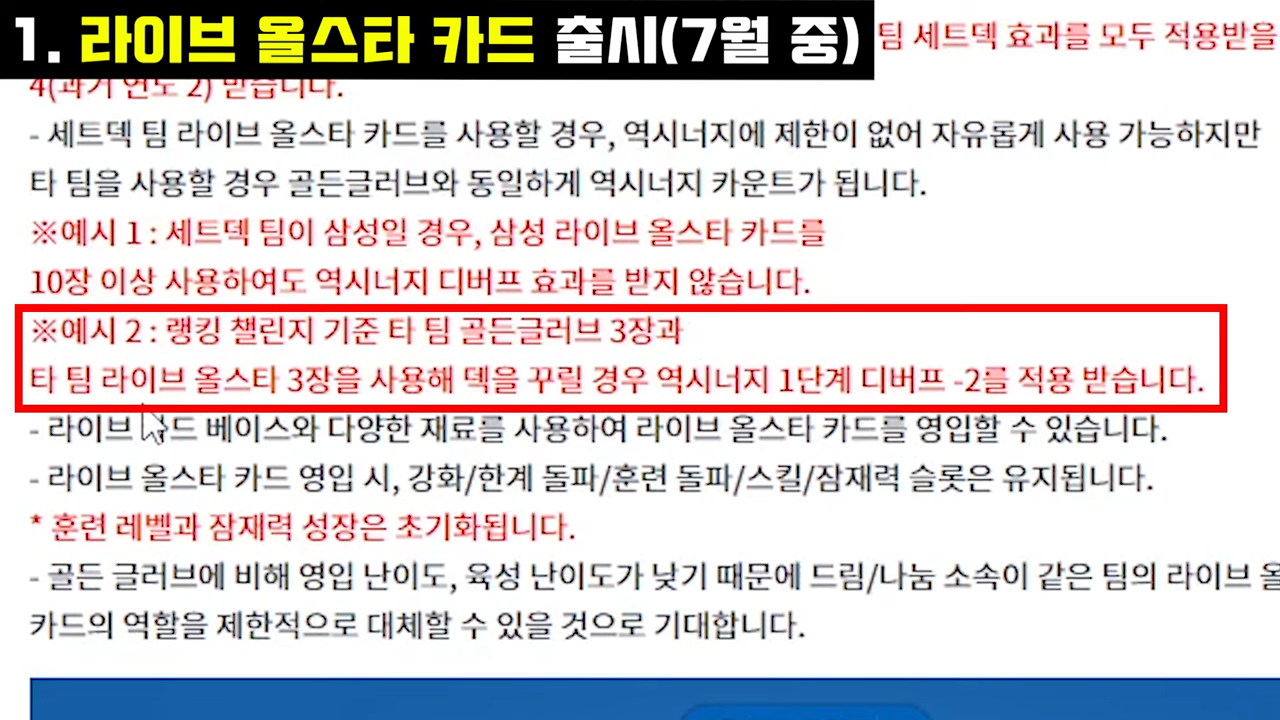 1. 라이브 올스타 카드 출시(7월 중)
팀 세트덱 효과를 모두 적용받을
4(과거 연도 2) 받습니다.
- 세트덱 팀 라이브 올스타 카드를 사용할 경우, 역시너지에 제한이 없어 자유롭게 사용 가능하지만
타 팀을 사용할 경우 골든글러브와 동일하게 역시너지 카운트가 됩니다.
※예시 1 : 세트덱 팀이 삼성일 경우, 삼성 라이브 올스타 카드를
10장 이상 사용하여도 역시너지 디버프 효과를 받지 않습니다.
※예시 2 : 랭킹 챌린지 기준 타 팀 골든글러브 3장과
타 팀 라이브 올스타 3장을 사용해 덱을 꾸릴 경우 역시너지 1단계 디버프 -2를 적용 받습니다.
- 라이브 카드 베이스와 다양한 재료를 사용하여 라이브 올스타 카드를 영입할 수 있습니다.
- 라이브 올스타 카드 영입 시, 강화/한계 돌파/훈련 돌파/스킬/잠재력 슬롯은 유지됩니다.
* 훈련 레벨과 잠재력 성장은 초기화됩니다.
- 골든 글러브에 비해 영입 난이도, 육성 난이도가 낮기 때문에 드림/나눔 소속이 같은 팀의 라이브
카드의 역할을 제한적으로 대체할 수 있을 것으로 기대합니다.